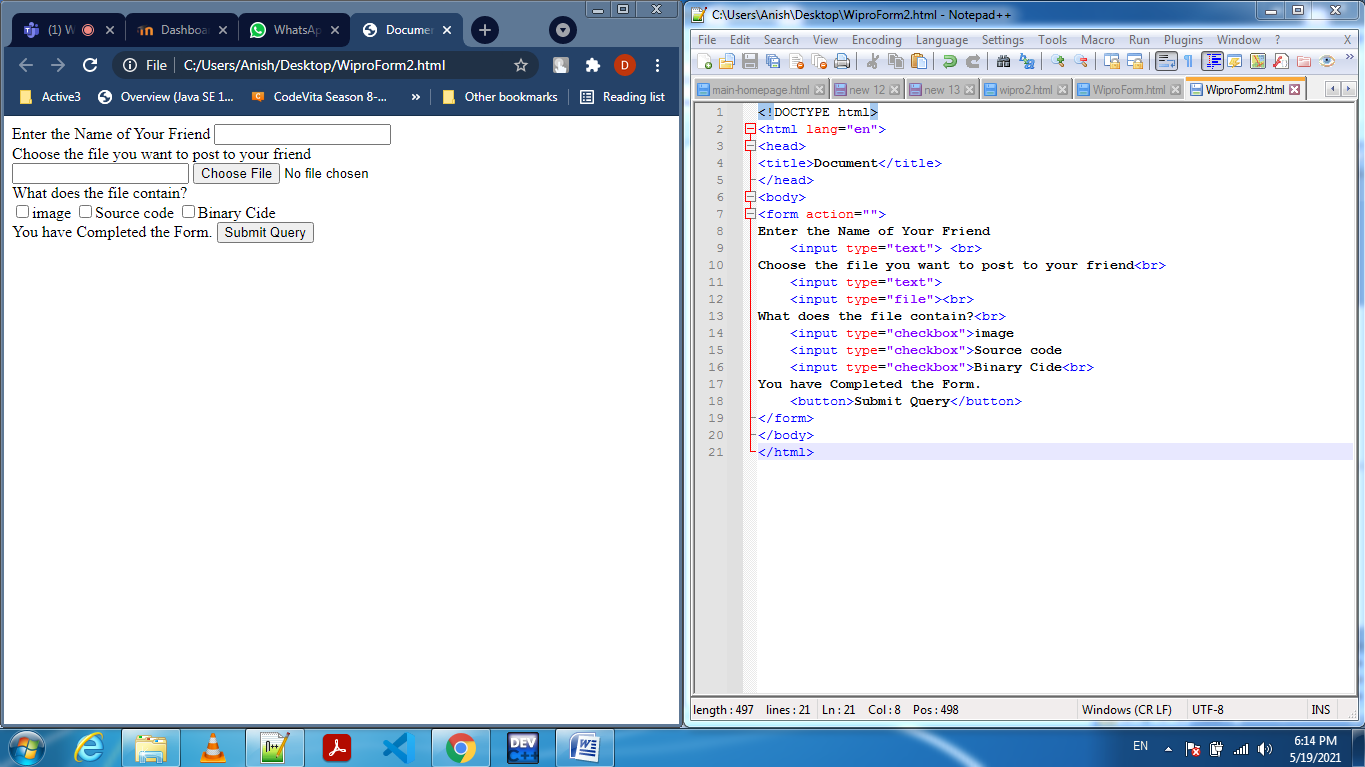 (1) W
Dashboa
WhatsAp
Documen
File
C:/Users/Anish/Desktop/WiproForm2.html
D
Active3
Overview (Java SE 1...
CodeVita Season 8-...
»
Other bookmarks
Reading list
Enter the Name of Your Friend
Choose the file you want to post to your friend
Choose File No file chosen
What does the file contain?
image Source code Binary Cide
You have Completed the Form. Submit Query
C:\Users\Anish\Desktop\WiproForm2.html - Notepad++
File Edit Search View Encoding Language Settings Tools Macro Run Plugins Window ? X
main-homepage.html new 12 new 13 wipro2.html WiproForm.html WiproForm2.html
1 <!DOCTYPE html>
2 <html lang="en">
3 <head>
4 <title>Document</title>
5 </head>
6 <body>
7 <form action="">
8 Enter the Name of Your Friend
9 <input type="text"> <br>
10 Choose the file you want to post to your friend<br>
11 <input type="text">
12 <input type="file"><br>
13 What does the file contain?<br>
14 <input type="checkbox">image
15 <input type="checkbox">Source code
16 <input type="checkbox">Binary Cide<br>
17 You have Completed the Form.
18 <button>Submit Query</button>
19 </form>
20 </body>
21 </html>
length : 497 lines : 21 Ln : 21 Col : 8 Pos : 498 Windows (CR LF) UTF-8 INS
DEV
C++
EN
6:14 PM
5/19/2021